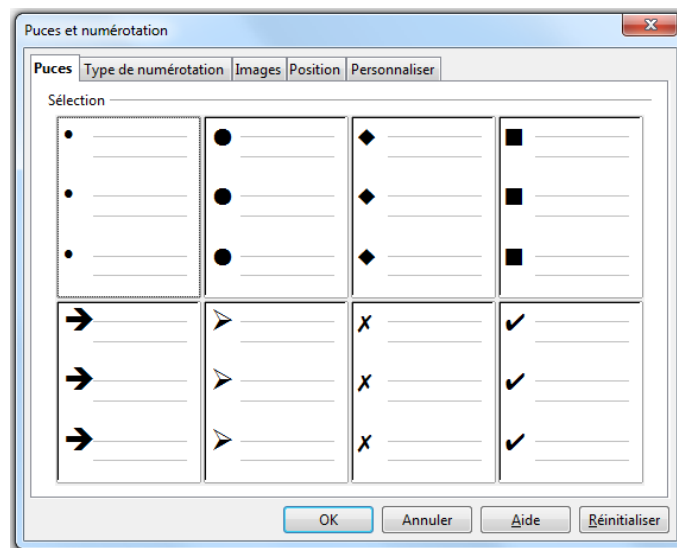 Puces et numérotation
Puces Type de numérotation Images Position Personnaliser
Sélection
OK Annuler Aide Réinitialiser